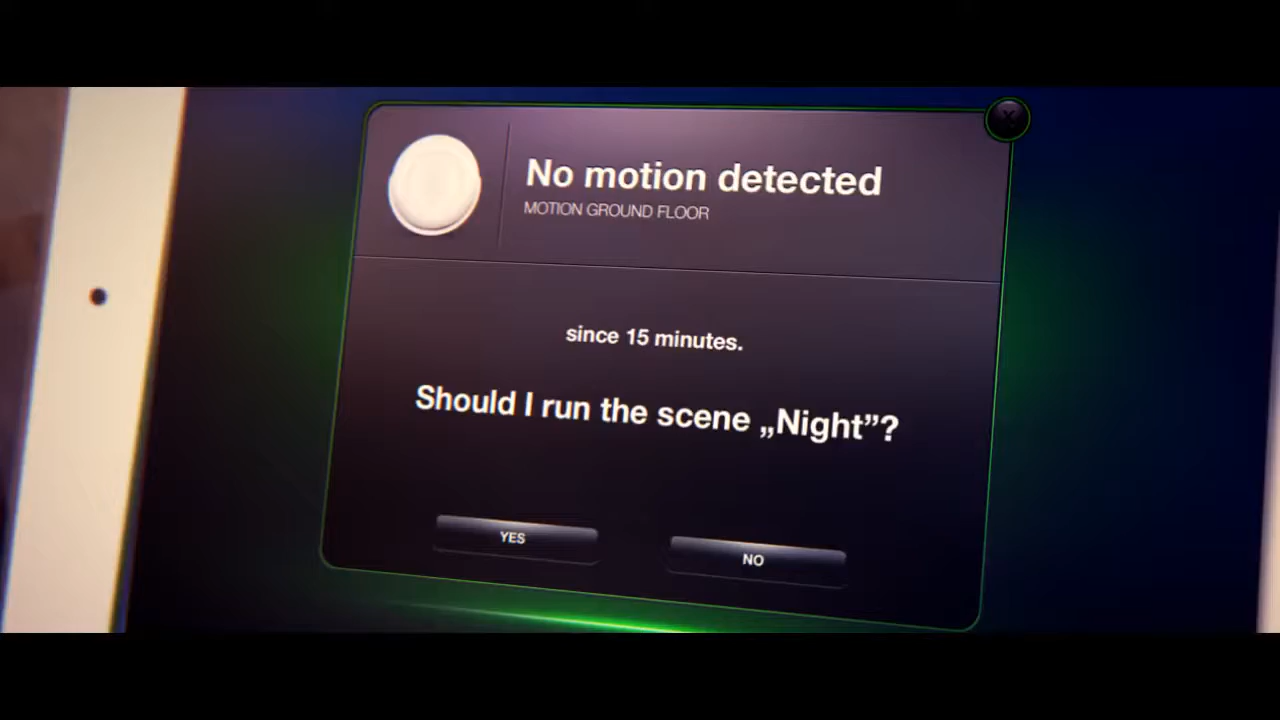 X
No motion detected
MOTION GROUND FLOOR
since 15 minutes.
Should I run the scene „Night”?
YES
NO